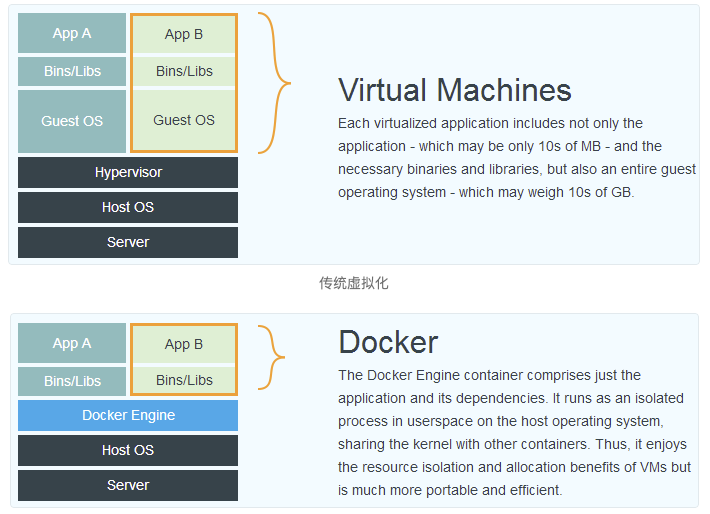 App A
App B
Bins/Libs
Bins/Libs
Guest OS
Guest OS
Hypervisor
Host OS
Server
Virtual Machines
Each virtualized application includes not only the
application - which may be only 10s of MB - and the
necessary binaries and libraries, but also an entire guest
operating system - which may weigh 10s of GB.
传统虚拟化
App A
App B
Bins/Libs
Bins/Libs
Docker Engine
Host OS
Server
Docker
The Docker Engine container comprises just the
application and its dependencies. It runs as an isolated
process in userspace on the host operating system,
sharing the kernel with other containers. Thus, it enjoys
the resource isolation and allocation benefits of VMs but
is much more portable and efficient.